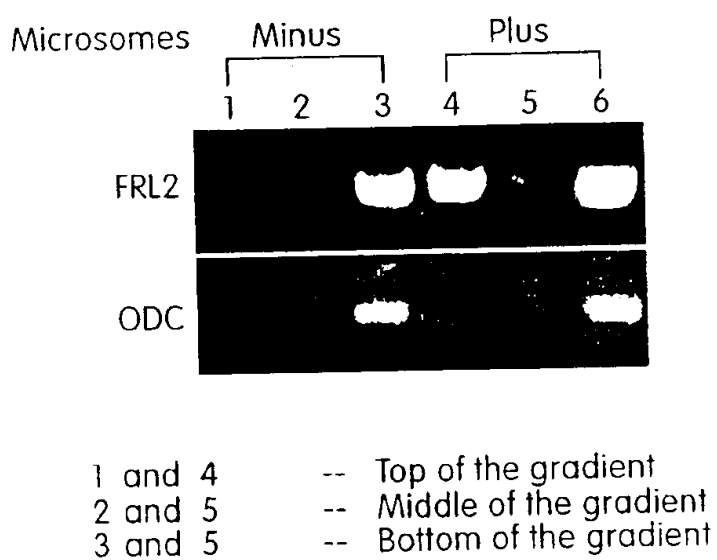 Microsomes Minus Plus
1 2 3 4 5 6
FRL2
ODC
1 and 4 -- Top of the gradient
2 and 5 -- Middle of the gradient
3 and 5 -- Bottom of the gradient